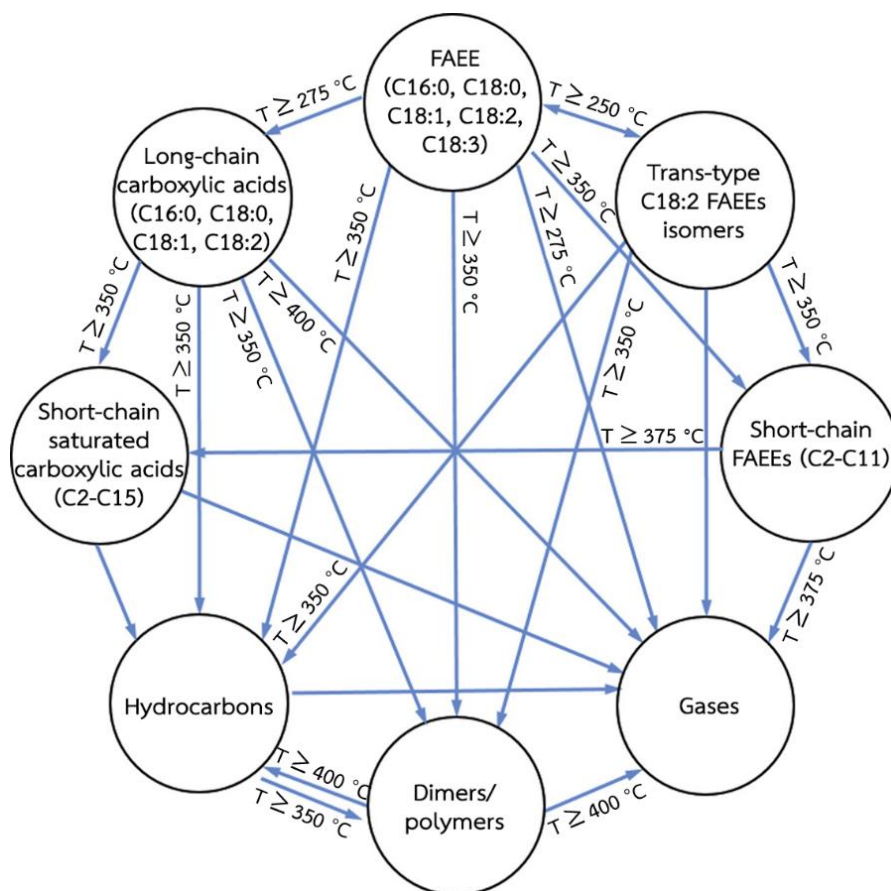 FAEE
(C16:0, C18:0,
C18:1, C18:2,
C18:3)
T ≥ 275 °C
T ≥ 250 °C
Long-chain
carboxylic acids
(C16:0, C18:0,
C18:1, C18:2)
Trans-type
C18:2 FAEEs
isomers
T ≥ 350 °C
T ≥ 350 °C
T ≥ 275 °C
T ≥ 350 °C
T ≥ 350 °C
T ≥ 350 °C
T ≥ 350 °C
T ≥ 400 °C
T ≥ 350 °C
T ≥ 350 °C
Short-chain
saturated
carboxylic acids
(C2-C15)
T ≥ 375 °C
Short-chain
FAEEs (C2-C11)
T ≥ 350 °C
T ≥ 375 °C
Hydrocarbons
Gases
T ≥ 400 °C
T ≥ 350 °C
Dimers/
polymers
T ≥ 400 °C